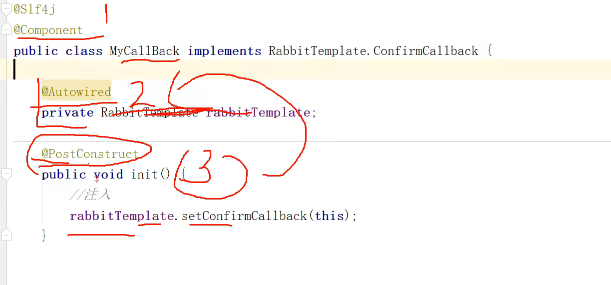 @Slf4j 1
@Component
public class MyCallBack implements RabbitTemplate.ConfirmCallback {
@Autowired 2
private RabbitTemplate rabbitTemplate;
@PostConstruct
public void init() { 3
//注入
rabbitTemplate.setConfirmCallback(this);
}